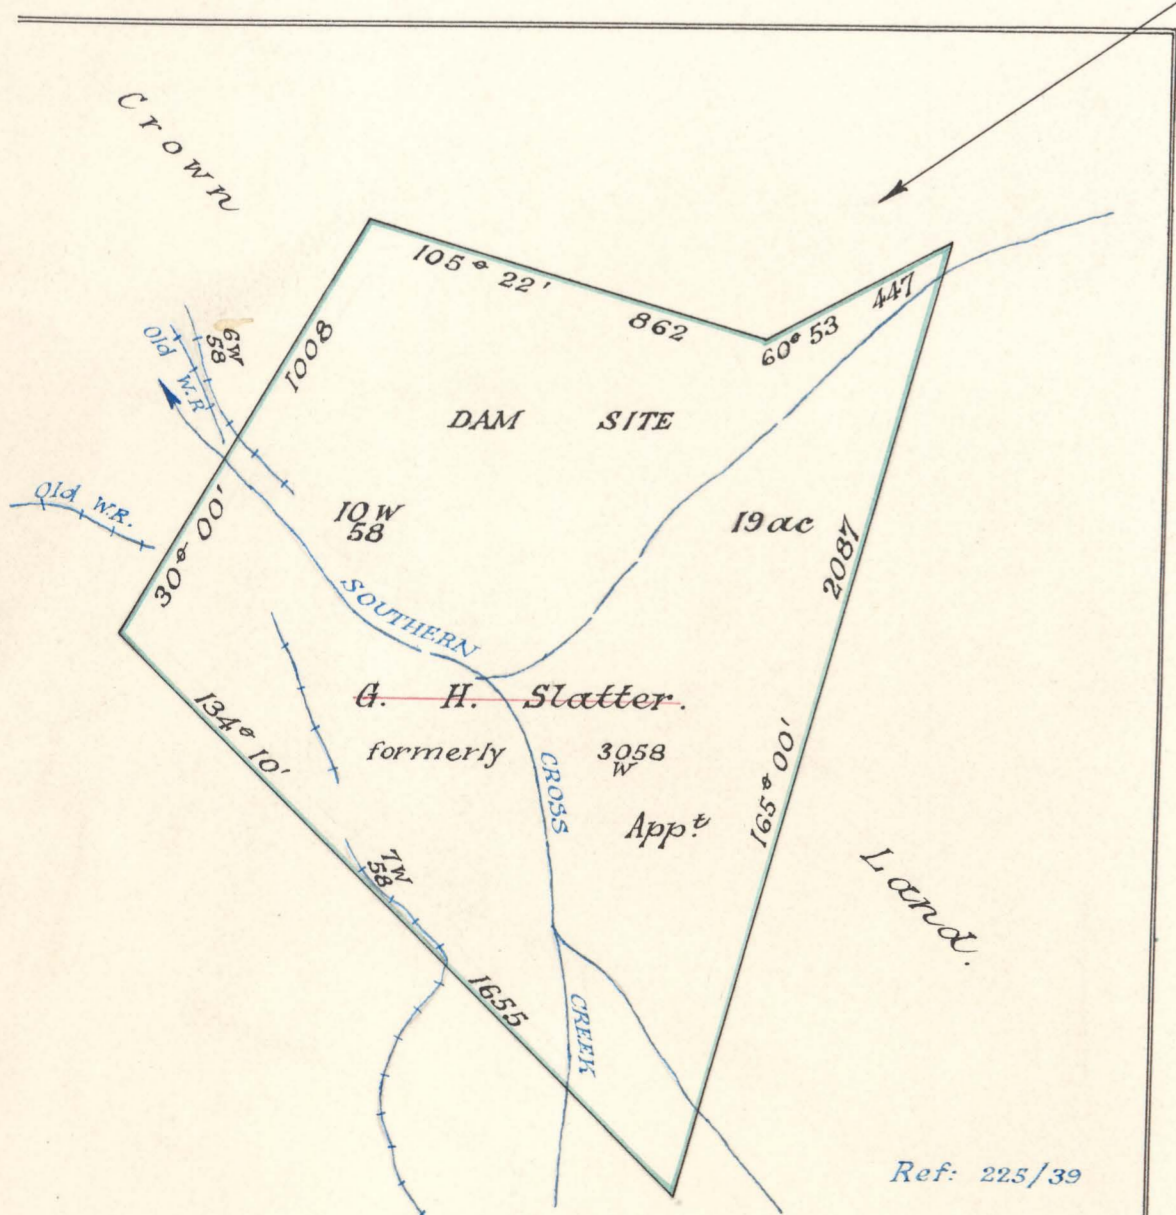 Crown
105° 22'
862
60° 53
447
1008
30° 00'
6W
58
Old W.R
Old W.R.
DAM SITE
10W
58
19ac
2087
165° 00'
SOUTHERN
CROSS
CREEK
G. H. Slatter.
formerly 3058
W
App.t
134° 10'
7W
58
1655
Land.
Ref: 225/39